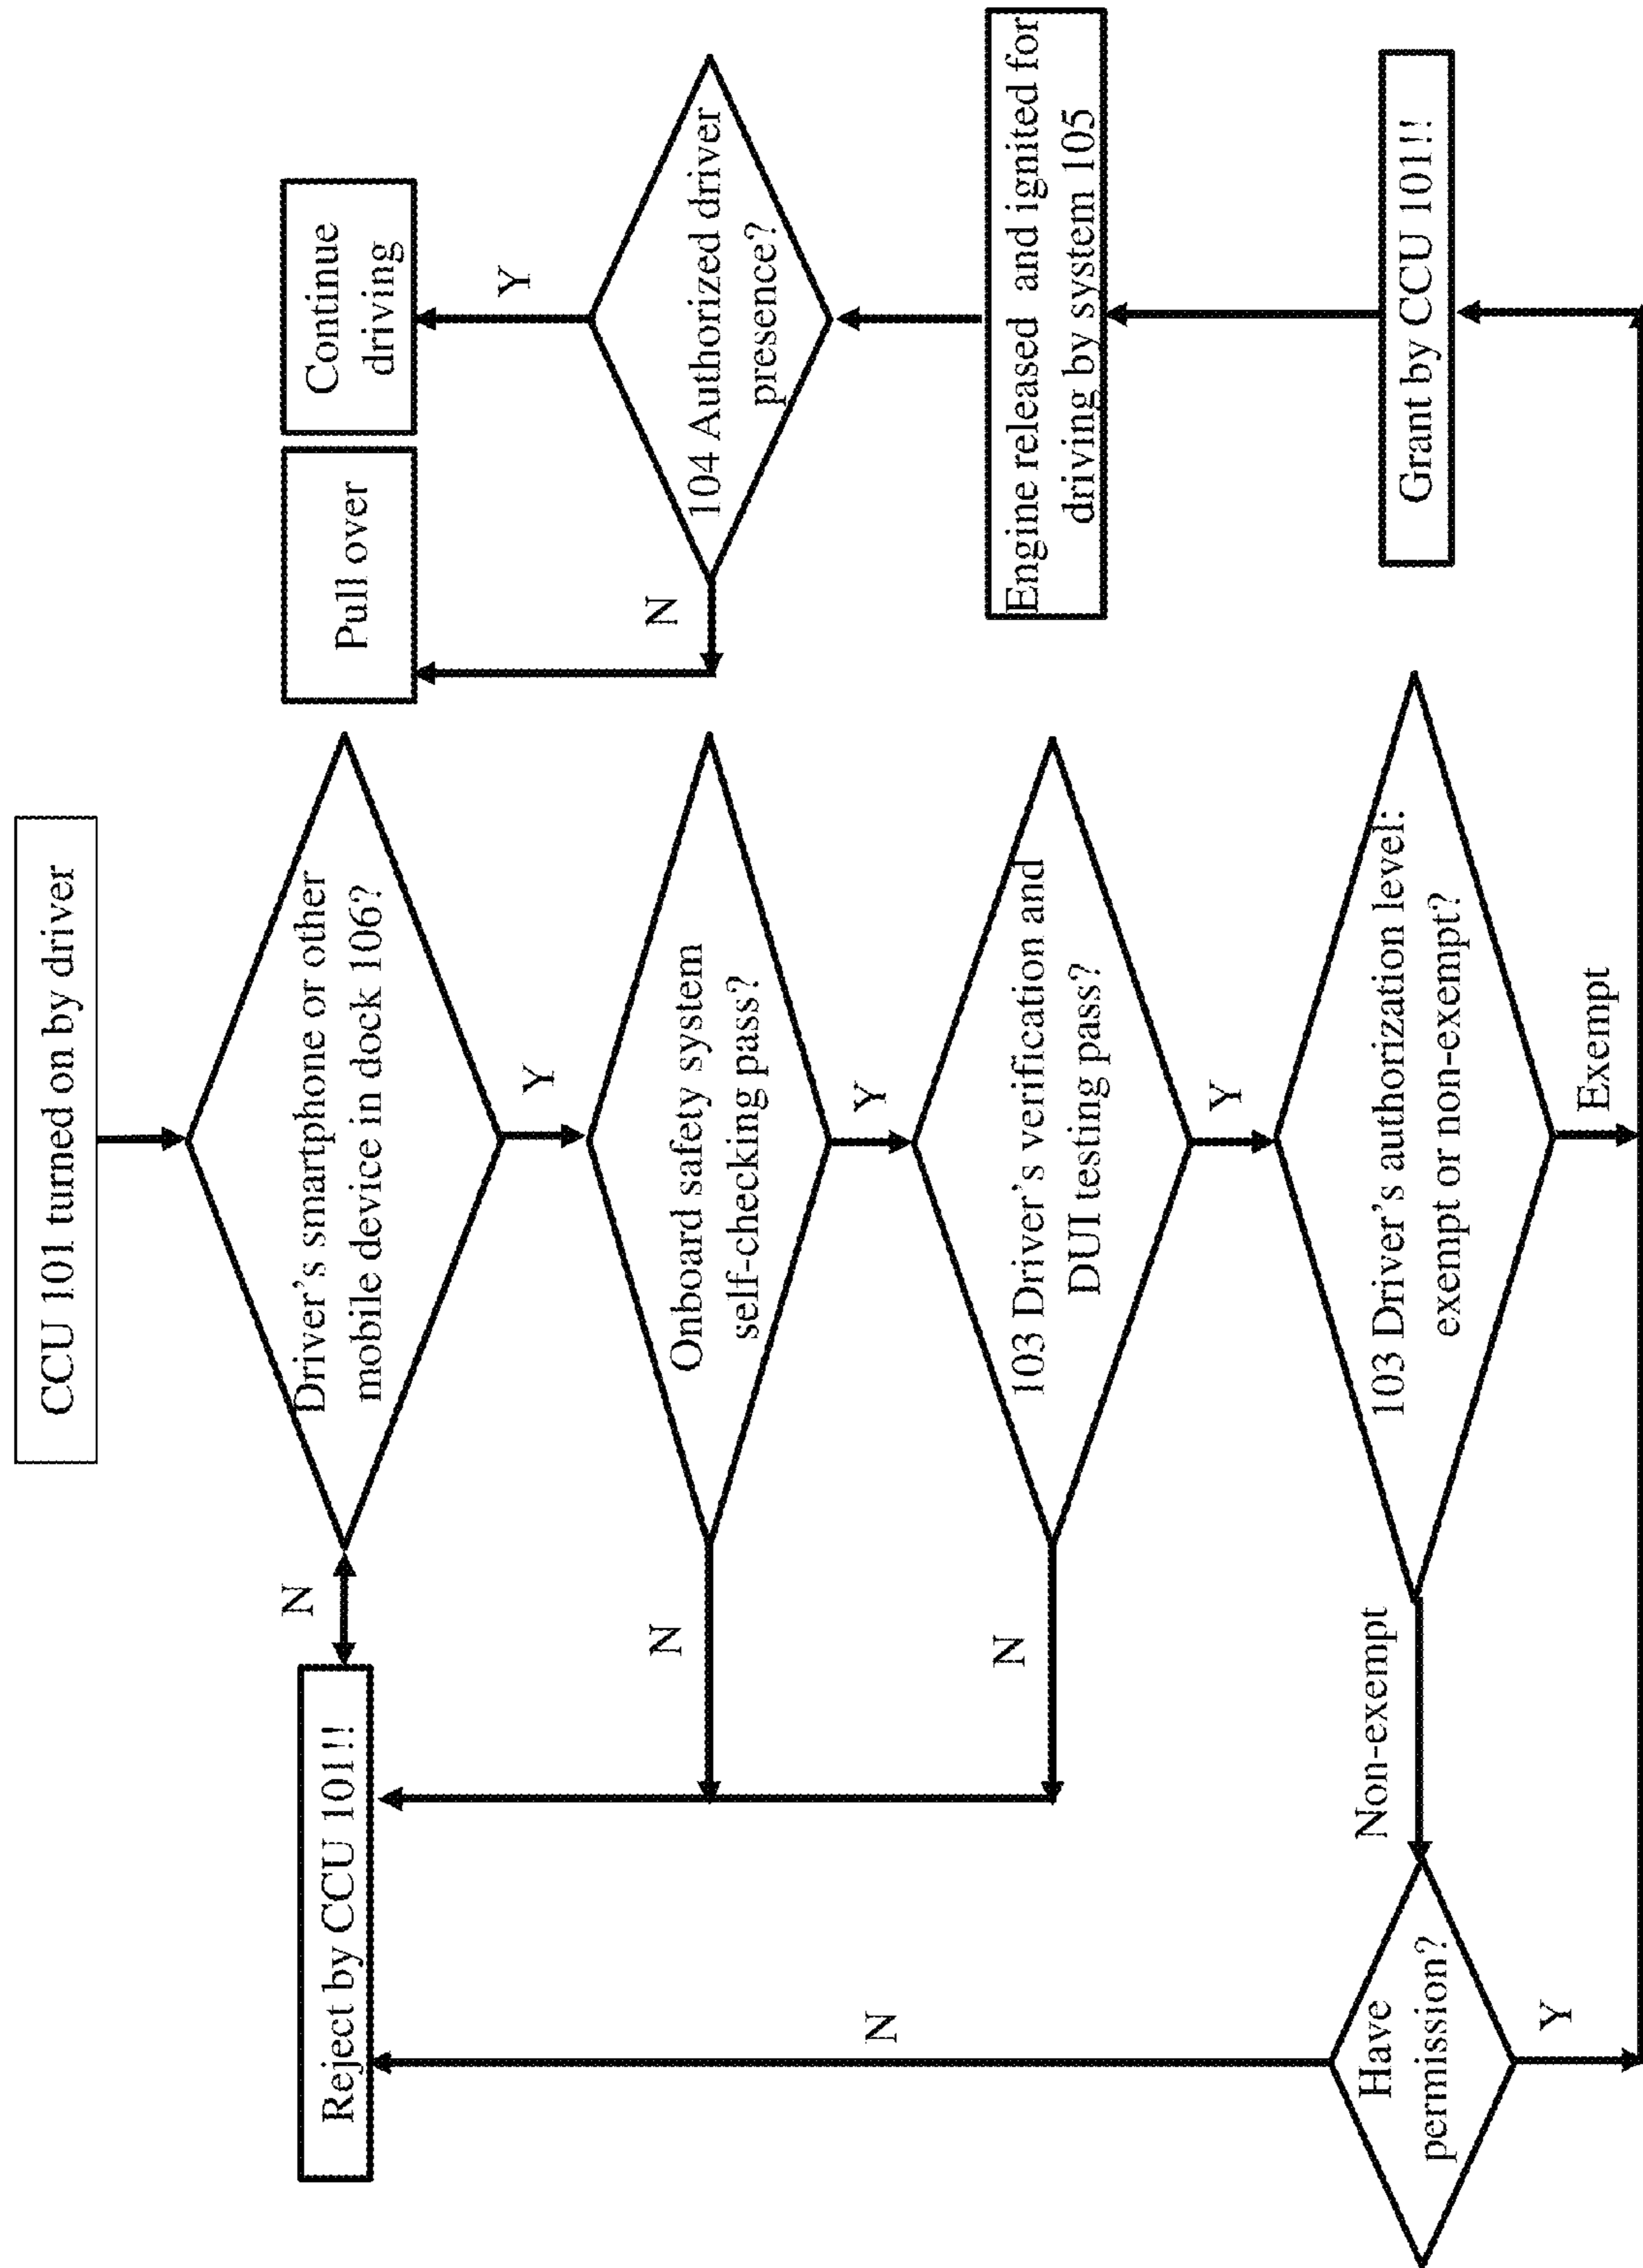 CCU 101 turned on by driver
Driver's smartphone or other
mobile device in dock 106?
N
Reject by CCU 101!!
Y
Onboard safety system
self-checking pass?
N
Y
103 Driver's verification and
DUI testing pass?
N
Y
103 Driver's authorization level:
exempt or non-exempt?
Non-exempt
Exempt
Have
permission?
N
Y
Grant by CCU 101!!
Engine released and ignited for
driving by system 105
104 Authorized driver
presence?
N
Y
Pull over
Continue
driving